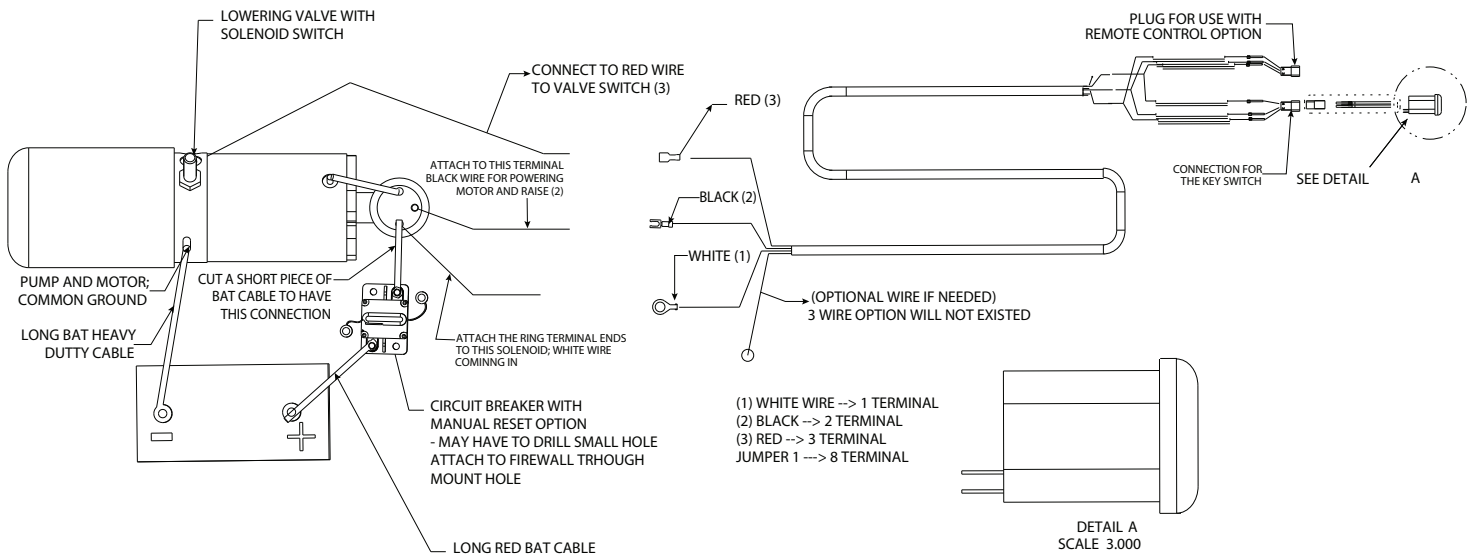 LOWERING VALVE WITH
SOLENOID SWITCH
CONNECT TO RED WIRE
TO VALVE SWITCH (3)
ATTACH TO THIS TERMINAL
BLACK WIRE FOR POWERING
MOTOR AND RAISE (2)
PUMP AND MOTOR;
COMMON GROUND
LONG BAT HEAVY
DUTTY CABLE
CUT A SHORT PIECE OF
BAT CABLE TO HAVE
THIS CONNECTION
ATTACH THE RING TERMINAL ENDS
TO THIS SOLENOID; WHITE WIRE
COMINNG IN
CIRCUIT BREAKER WITH
MANUAL RESET OPTION
- MAY HAVE TO DRILL SMALL HOLE
ATTACH TO FIREWALL TRHOUGH
MOUNT HOLE
LONG RED BAT CABLE
RED (3)
BLACK (2)
WHITE (1)
(OPTIONAL WIRE IF NEEDED)
3 WIRE OPTION WILL NOT EXISTED
PLUG FOR USE WITH
REMOTE CONTROL OPTION
CONNECTION FOR
THE KEY SWITCH
SEE DETAIL A
(1) WHITE WIRE --> 1 TERMINAL
(2) BLACK --> 2 TERMINAL
(3) RED --> 3 TERMINAL
JUMPER 1 ---> 8 TERMINAL
DETAIL A
SCALE 3.000